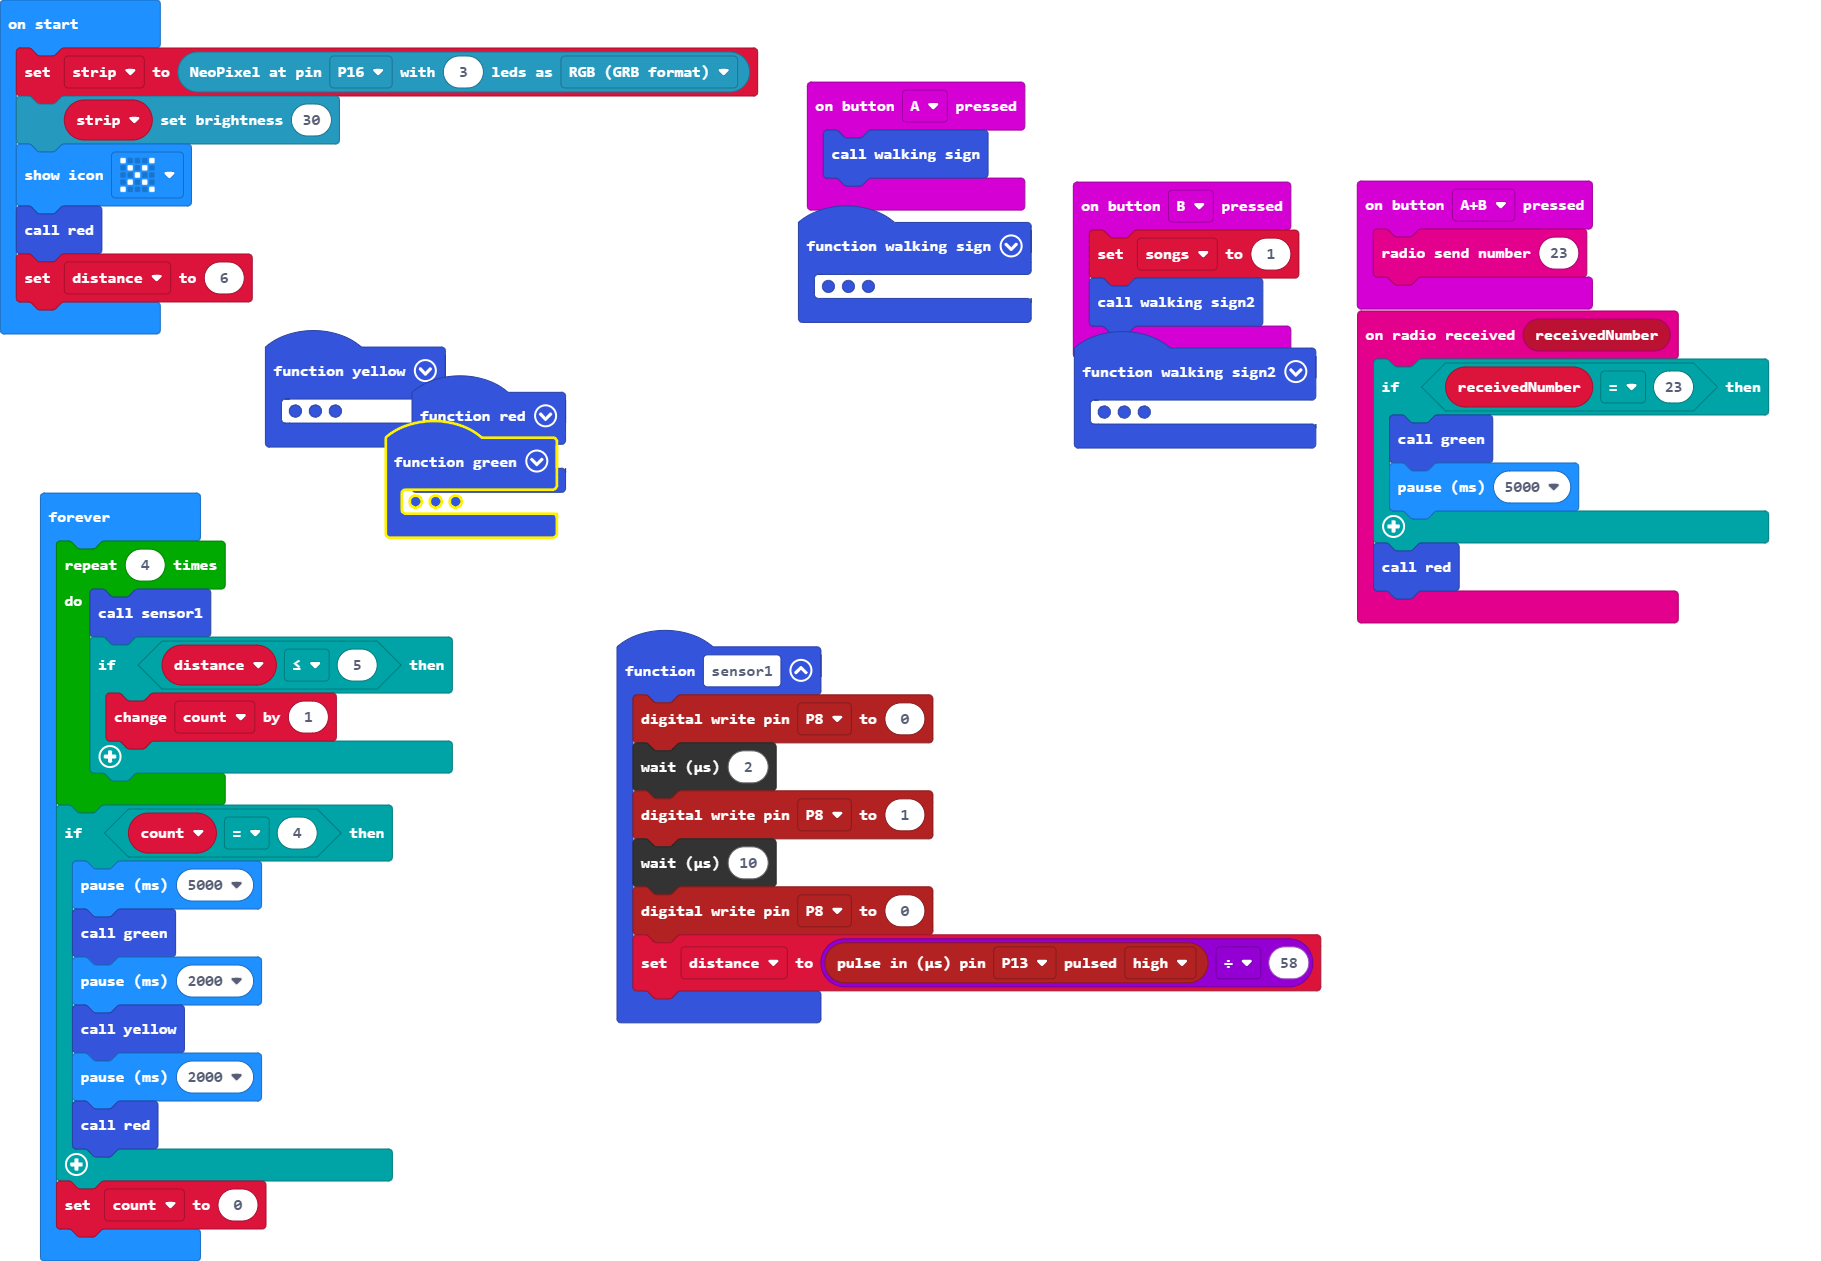 on start
set strip to NeoPixel at pin P16 with 3 leds as RGB (GRB format)
strip set brightness 30
show icon
call red
set distance to 6
function yellow
function red
function green
forever
repeat 4 times
do
call sensor1
if distance ≤ 5 then
change count by 1
if count = 4 then
pause (ms) 5000
call green
pause (ms) 2000
call yellow
pause (ms) 2000
call red
set count to 0
on button A pressed
call walking sign
function walking sign
on button B pressed
set songs to 1
call walking sign2
function walking sign2
on button A+B pressed
radio send number 23
on radio received receivedNumber
if receivedNumber = 23 then
call green
pause (ms) 5000
call red
function sensor1
digital write pin P8 to 0
wait (µs) 2
digital write pin P8 to 1
wait (µs) 10
digital write pin P8 to 0
set distance to pulse in (µs) pin P13 pulsed high ÷ 58